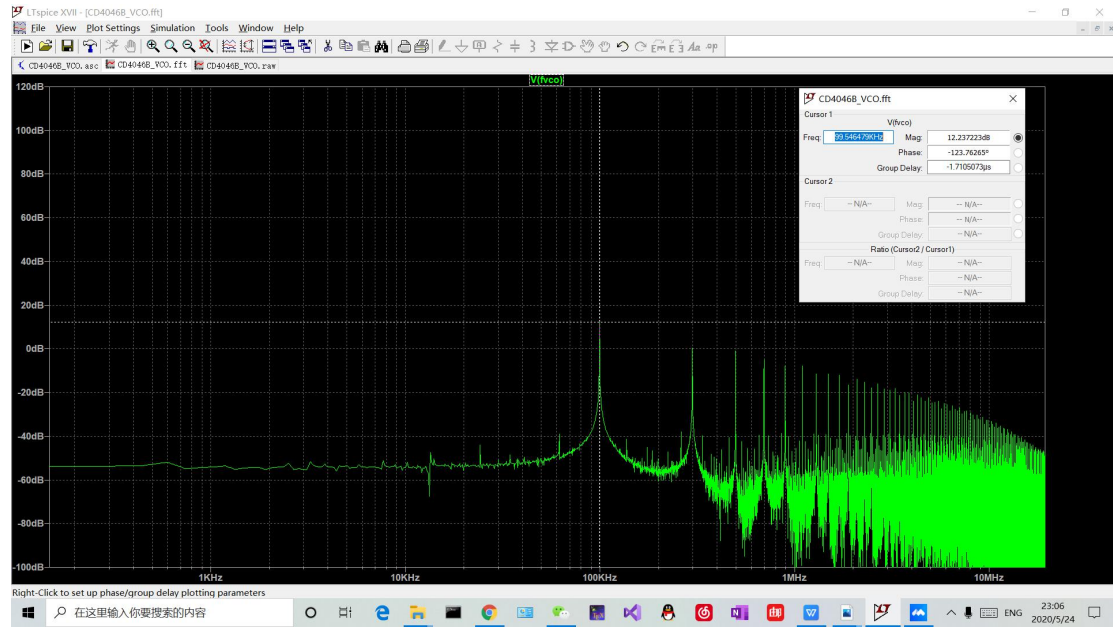 LTspice XVII - [CD4046B_VCO.fft]
File View Plot Settings Simulation Tools Window Help
CD4046B_VCO.asc CD4046B_VCO.fft CD4046B_VCO.raw
V(fvco)
120dB
100dB
80dB
60dB
40dB
20dB
0dB
-20dB
-40dB
-60dB
-80dB
-100dB
1KHz 10KHz 100KHz 1MHz 10MHz
CD4046B_VCO.fft
Cursor 1
V(fvco)
Freq: 99.546479KHz Mag: 12.237223dB
Phase: -123.76265°
Group Delay: -1.7105073µs
Cursor 2
Freq: -- N/A-- Mag: -- N/A--
Phase: -- N/A--
Group Delay: -- N/A--
Ratio (Cursor2 / Cursor1)
Freq: -- N/A-- Mag: -- N/A--
Phase: -- N/A--
Group Delay: -- N/A--
Right-Click to set up phase/group delay plotting parameters
在这里输入你要搜索的内容
ENG
23:06
2020/5/24